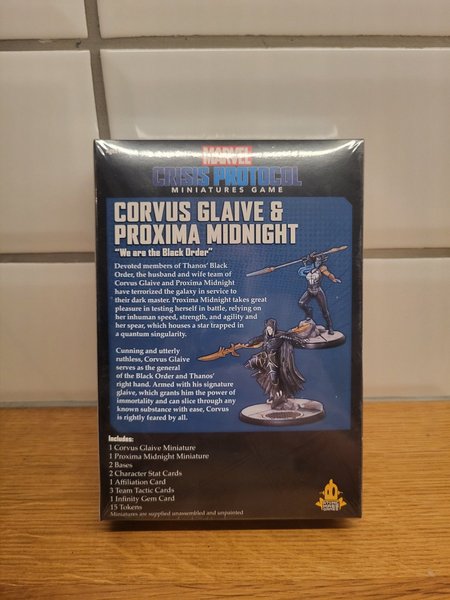 MARVEL
CRISIS PROTOCOL
MINIATURES GAME
CORVUS GLAIVE &
PROXIMA MIDNIGHT
"We are the Black Order"
Devoted members of Thanos' Black
Order, the husband and wife team of
Corvus Glaive and Proxima Midnight
have terrorized the galaxy in service to
their dark master. Proxima Midnight takes great
pleasure in testing herself in battle, relying on
her inhuman speed, strength, and agility and
her spear, which houses a star trapped in
a quantum singularity.
Cunning and utterly
ruthless, Corvus Glaive
serves as the general
of the Black Order and Thanos'
right hand. Armed with his signature
glaive, which grants him the power of
immortality and can slice through any
known substance with ease, Corvus
is rightly feared by all.
Includes:
1 Corvus Glaive Miniature
1 Proxima Midnight Miniature
2 Bases
2 Character Stat Cards
1 Affiliation Card
3 Team Tactic Cards
1 Infinity Gem Card
15 Tokens
Miniatures are supplied unassembled and unpainted
ATOMIC
MASS
GAMES